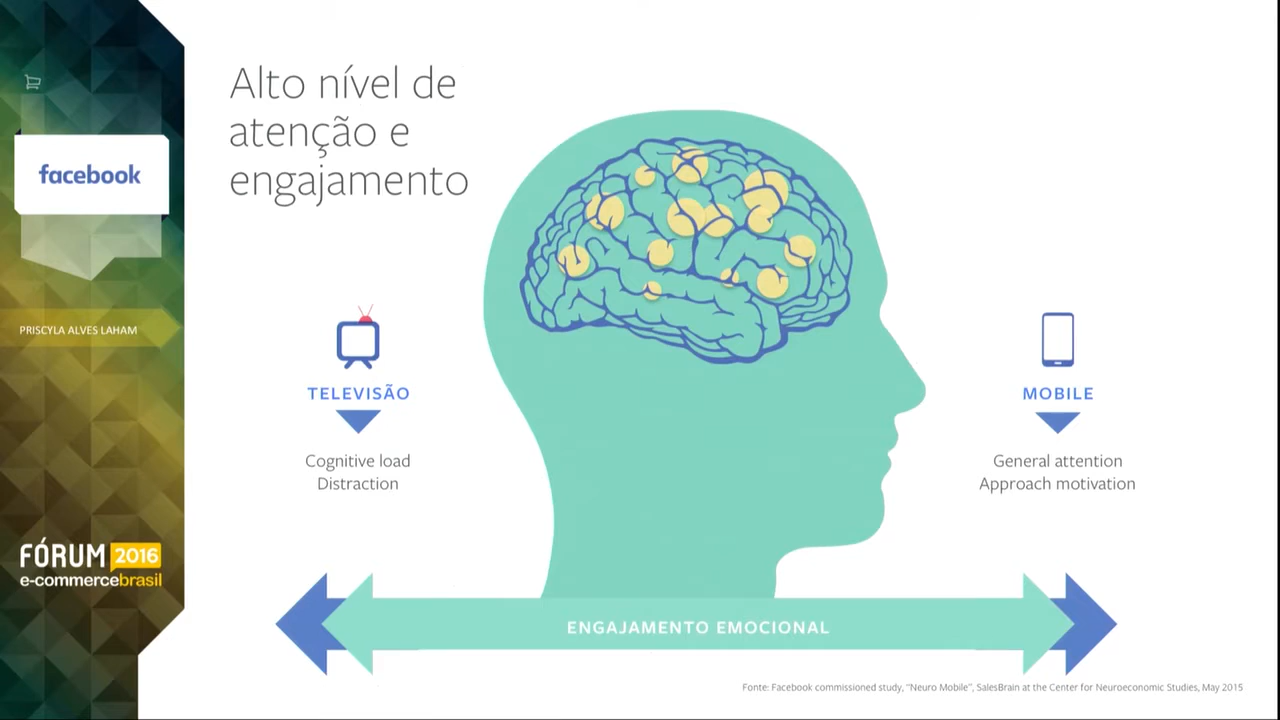 facebook
PRISCYLA ALVES LAHAM
FÓRUM 2016
e-commercebrasil
Alto nível de
atenção e
engajamento
TELEVISÃO
Cognitive load
Distraction
MOBILE
General attention
Approach motivation
ENGAJAMENTO EMOCIONAL
Fonte: Facebook commissioned study, "Neuro Mobile", SalesBrain at the Center for Neuroeconomic Studies, May 2015